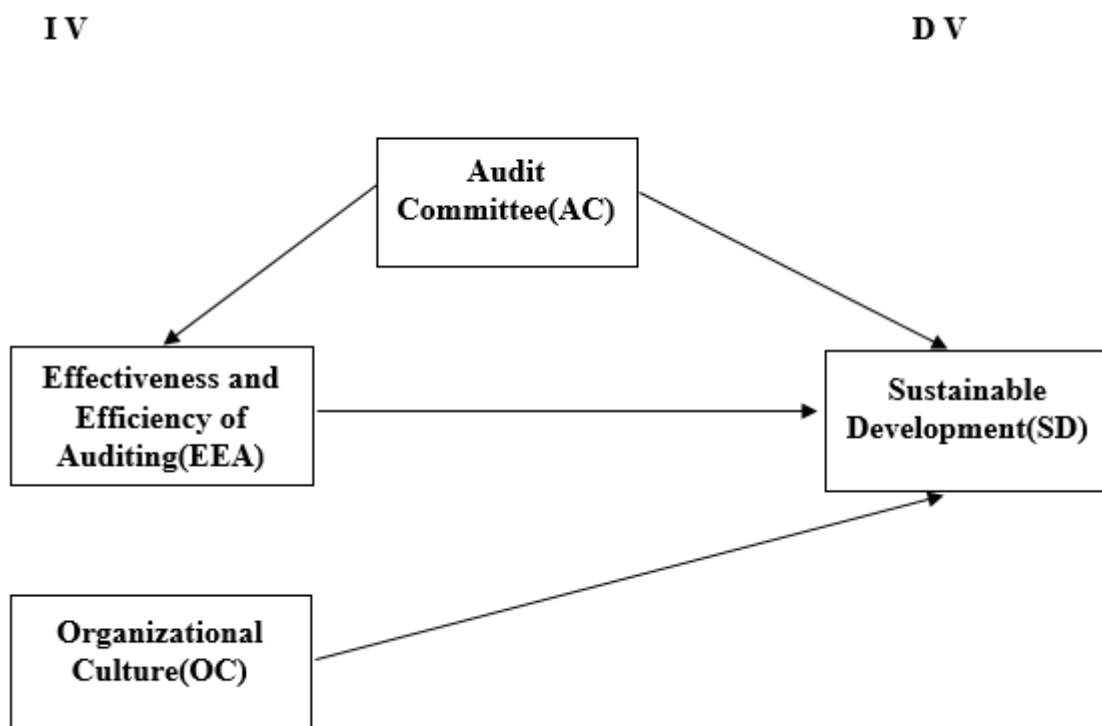 I V
D V
Audit
Committee(AC)
Effectiveness and
Efficiency of
Auditing(EEA)
Sustainable
Development(SD)
Organizational
Culture(OC)